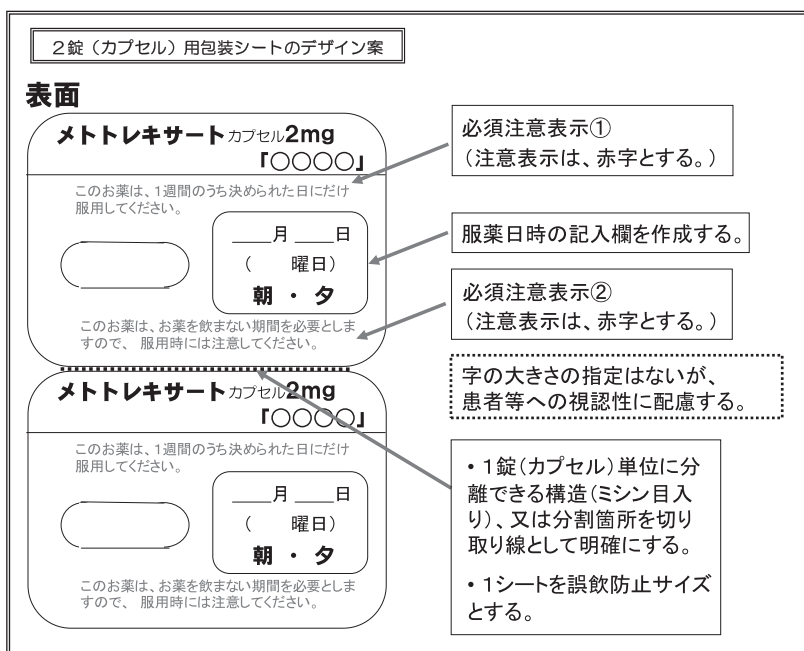 2錠（カプセル）用包装シートのデザイン案
表面
メトトレキサートカプセル2mg
「○○○○」
このお薬は、1週間のうち決められた日にだけ
服用してください。
____月 ____日
（　　曜日）
朝 ・ 夕
このお薬は、お薬を飲まない期間を必要としま
すので、 服用時には注意してください。
メトトレキサートカプセル2mg
「○○○○」
このお薬は、1週間のうち決められた日にだけ
服用してください。
____月 ____日
（　　曜日）
朝 ・ 夕
このお薬は、お薬を飲まない期間を必要としま
すので、 服用時には注意してください。
必須注意表示①
（注意表示は、赤字とする。）
服薬日時の記入欄を作成する。
必須注意表示②
（注意表示は、赤字とする。）
字の大きさの指定はないが、
患者等への視認性に配慮する。
・1錠（カプセル）単位に分
離できる構造（ミシン目入
り）、又は分割箇所を切り
取り線として明確にする。
・1シートを誤飲防止サイズ
とする。